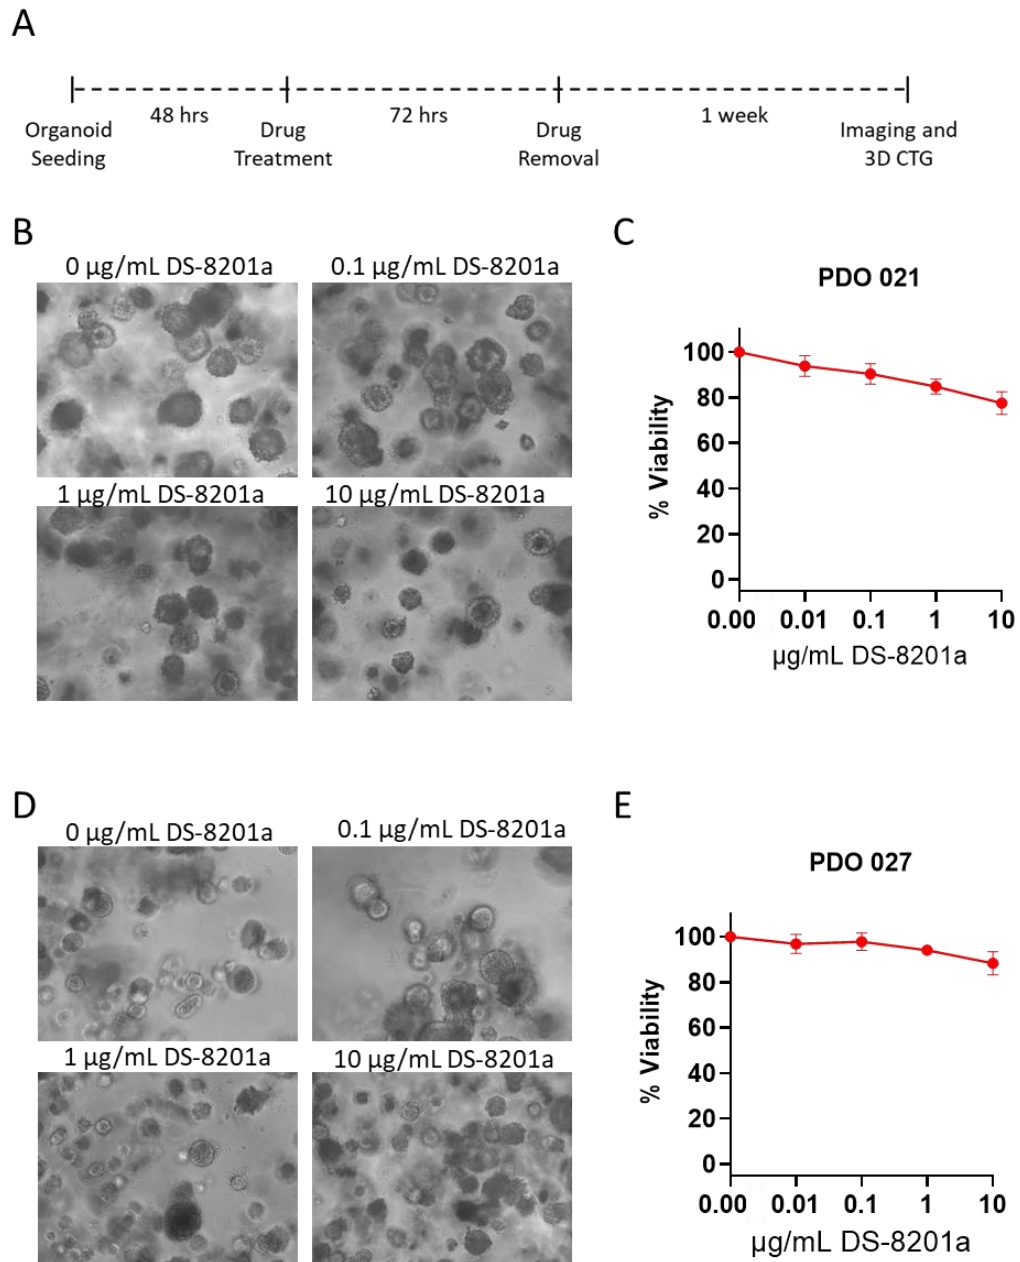 A
48 hrs
72 hrs
1 week
Organoid Seeding
Drug Treatment
Drug Removal
Imaging and 3D CTG
B
0 µg/mL DS-8201a
0.1 µg/mL DS-8201a
1 µg/mL DS-8201a
10 µg/mL DS-8201a
C
PDO 021
% Viability
100
80
60
40
20
0
0.00 0.01 0.1 1 10
µg/mL DS-8201a
D
0 µg/mL DS-8201a
0.1 µg/mL DS-8201a
1 µg/mL DS-8201a
10 µg/mL DS-8201a
E
PDO 027
% Viability
100
80
60
40
20
0
0.00 0.01 0.1 1 10
µg/mL DS-8201a